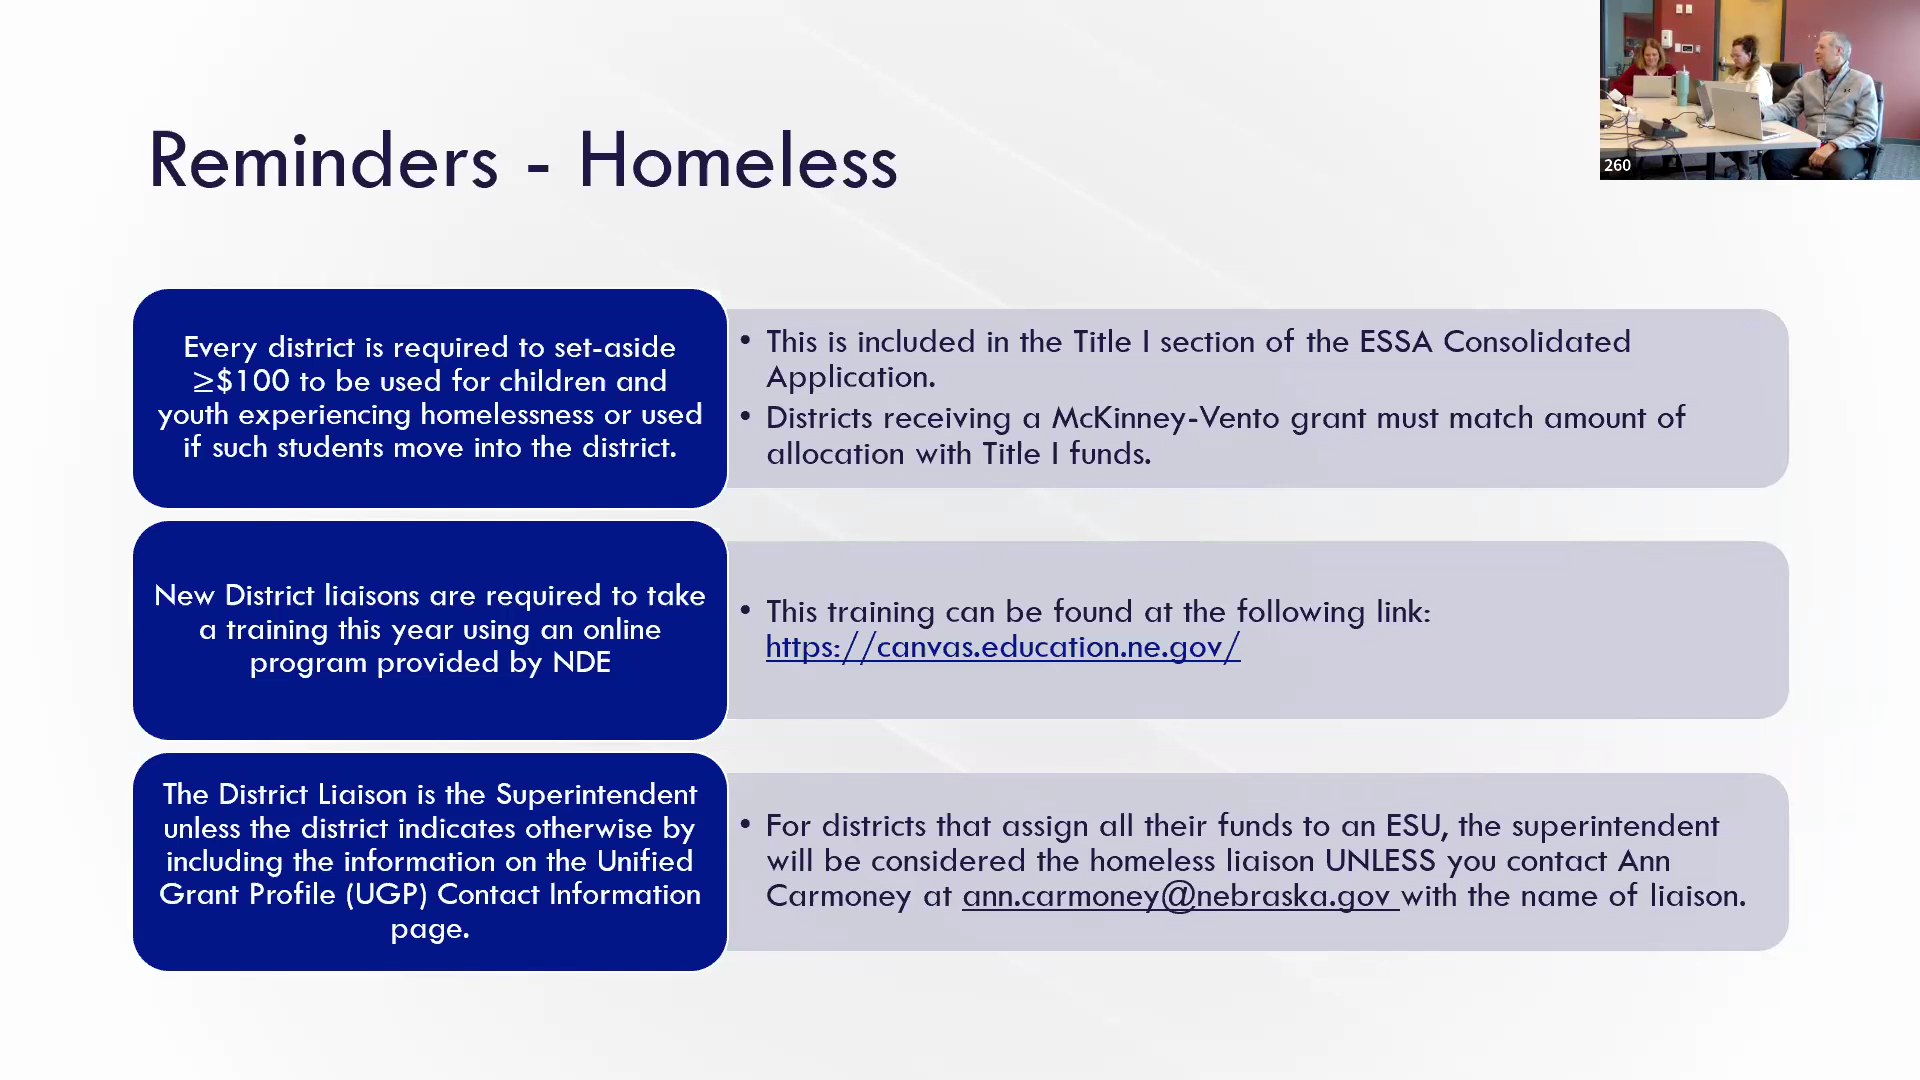 Reminders - Homeless
260
Every district is required to set-aside
≥$100 to be used for children and
youth experiencing homelessness or used
if such students move into the district.
• This is included in the Title I section of the ESSA Consolidated
Application.
• Districts receiving a McKinney-Vento grant must match amount of
allocation with Title I funds.
New District liaisons are required to take
a training this year using an online
program provided by NDE
• This training can be found at the following link:
https://canvas.education.ne.gov/
The District Liaison is the Superintendent
unless the district indicates otherwise by
including the information on the Unified
Grant Profile (UGP) Contact Information
page.
• For districts that assign all their funds to an ESU, the superintendent
will be considered the homeless liaison UNLESS you contact Ann
Carmoney at ann.carmoney@nebraska.gov with the name of liaison.